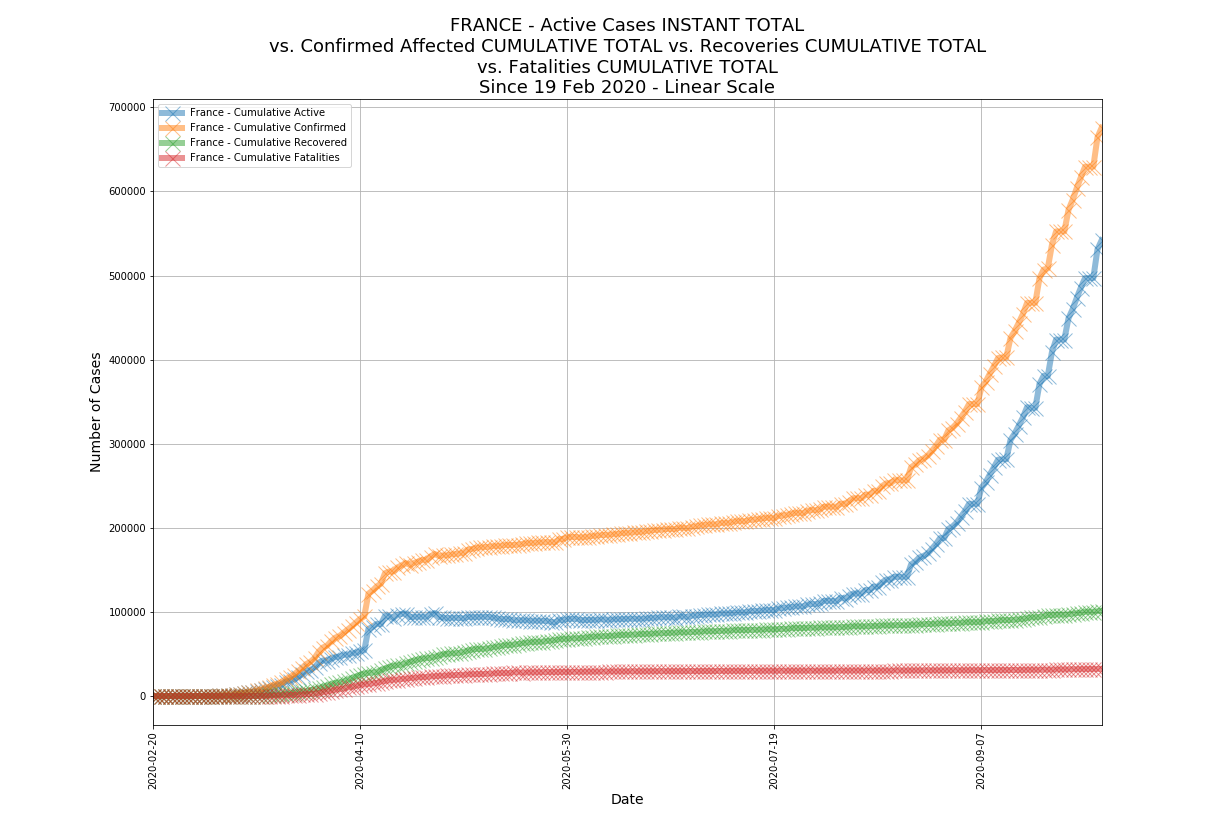 FRANCE - Active Cases INSTANT TOTAL
vs. Confirmed Affected CUMULATIVE TOTAL vs. Recoveries CUMULATIVE TOTAL
vs. Fatalities CUMULATIVE TOTAL
Since 19 Feb 2020 - Linear Scale
France - Cumulative Active
France - Cumulative Confirmed
France - Cumulative Recovered
France - Cumulative Fatalities
Number of Cases
700000
600000
500000
400000
300000
200000
100000
0
2020-02-20
2020-04-10
2020-05-30
2020-07-19
2020-09-07
Date